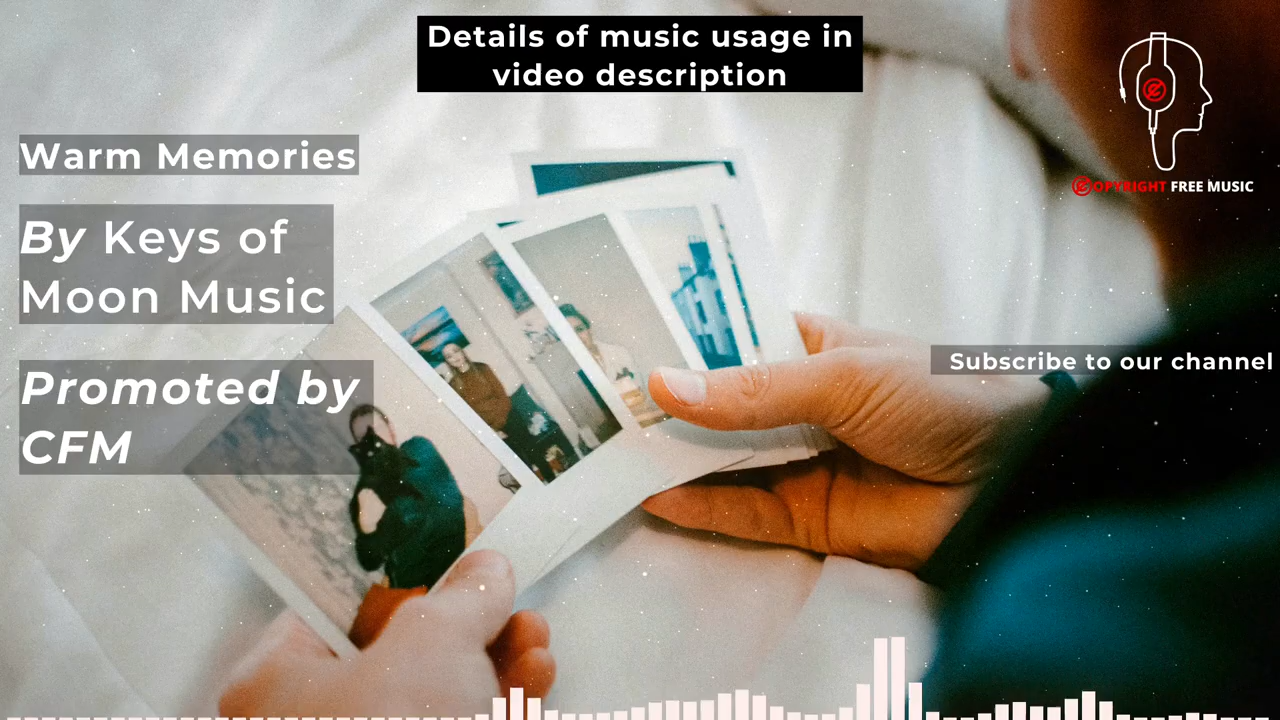 Details of music usage in
video description
Warm Memories
By Keys of
Moon Music
Promoted by
CFM
COPYRIGHT FREE MUSIC
Subscribe to our channel